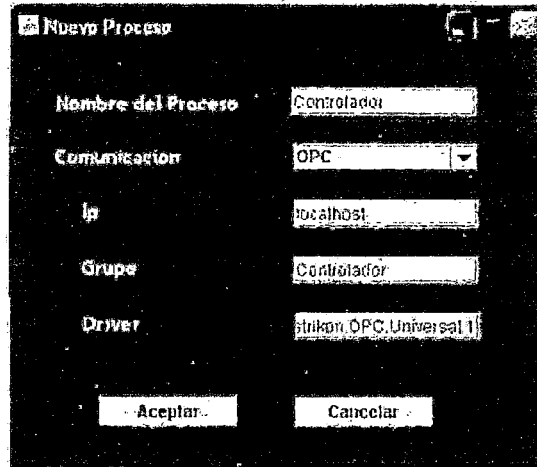 Nuevo Proceso
Nombre del Proceso Controlador
Comunicacion OPC
Ip localhost
Grupo Controlador
Driver strikon.OPC.Universal.1
Aceptar Cancelar